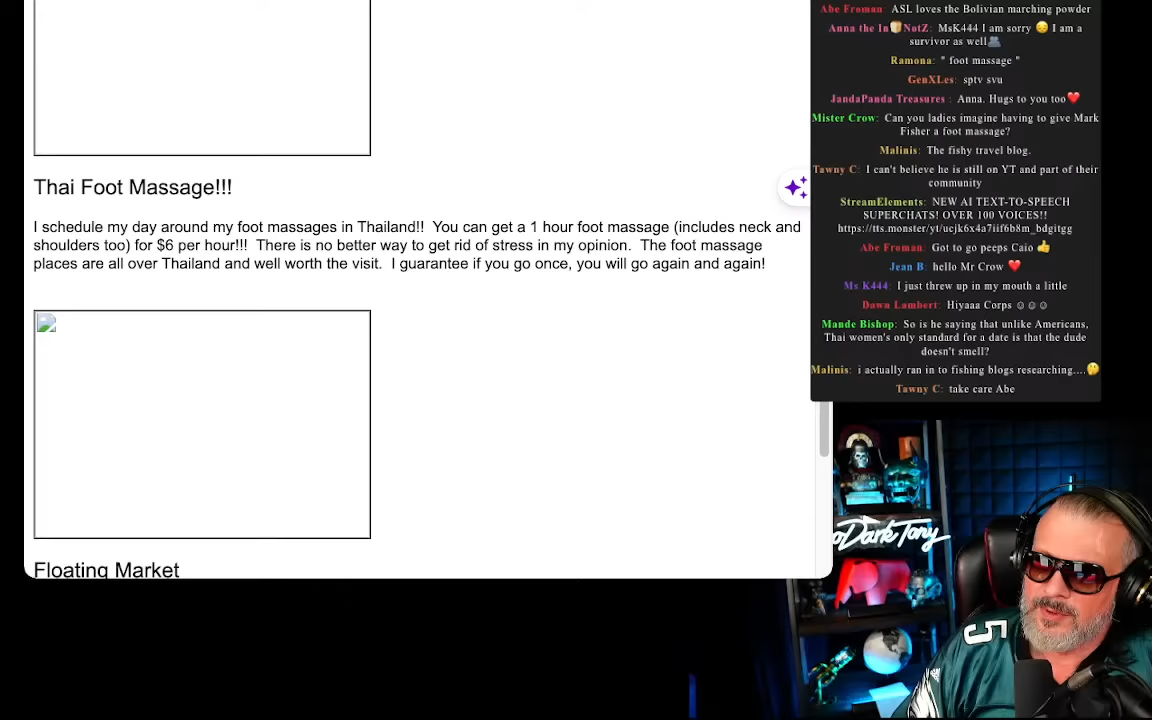 Thai Foot Massage!!!
I schedule my day around my foot massages in Thailand!!  You can get a 1 hour foot massage (includes neck and
shoulders too) for $6 per hour!!!  There is no better way to get rid of stress in my opinion.  The foot massage
places are all over Thailand and well worth the visit.  I guarantee if you go once, you will go again and again!
Floating Market
Abe Froman: ASL loves the Bolivian marching powder
Anna the In🍞NotZ: MsK444 I am sorry 😔 I am a
survivor as well🫂
Ramona: " foot massage "
GenXLes: sptv svu
JandaPanda Treasures : Anna. Hugs to you too❤️
Mister Crow: Can you ladies imagine having to give Mark
Fisher a foot massage?
Malinis: The fishy travel blog.
Tawny C: I can't believe he is still on YT and part of their
community
StreamElements: NEW AI TEXT-TO-SPEECH
SUPERCHATS! OVER 100 VOICES!!
https://tts.monster/yt/ucjk6x4a7iif6b8m_bdgitgg
Abe Froman: Got to go peeps Caio 👍
Jean B: hello Mr Crow ❤️
Ms K444: I just threw up in my mouth a little
Dawn Lambert: Hiyaaa Corps ☺☺☺
Mande Bishop: So is he saying that unlike Americans,
Thai women's only standard for a date is that the dude
doesn't smell?
Malinis: i actually ran in to fishing blogs researching....🤔
Tawny C: take care Abe
oDarkTony
5